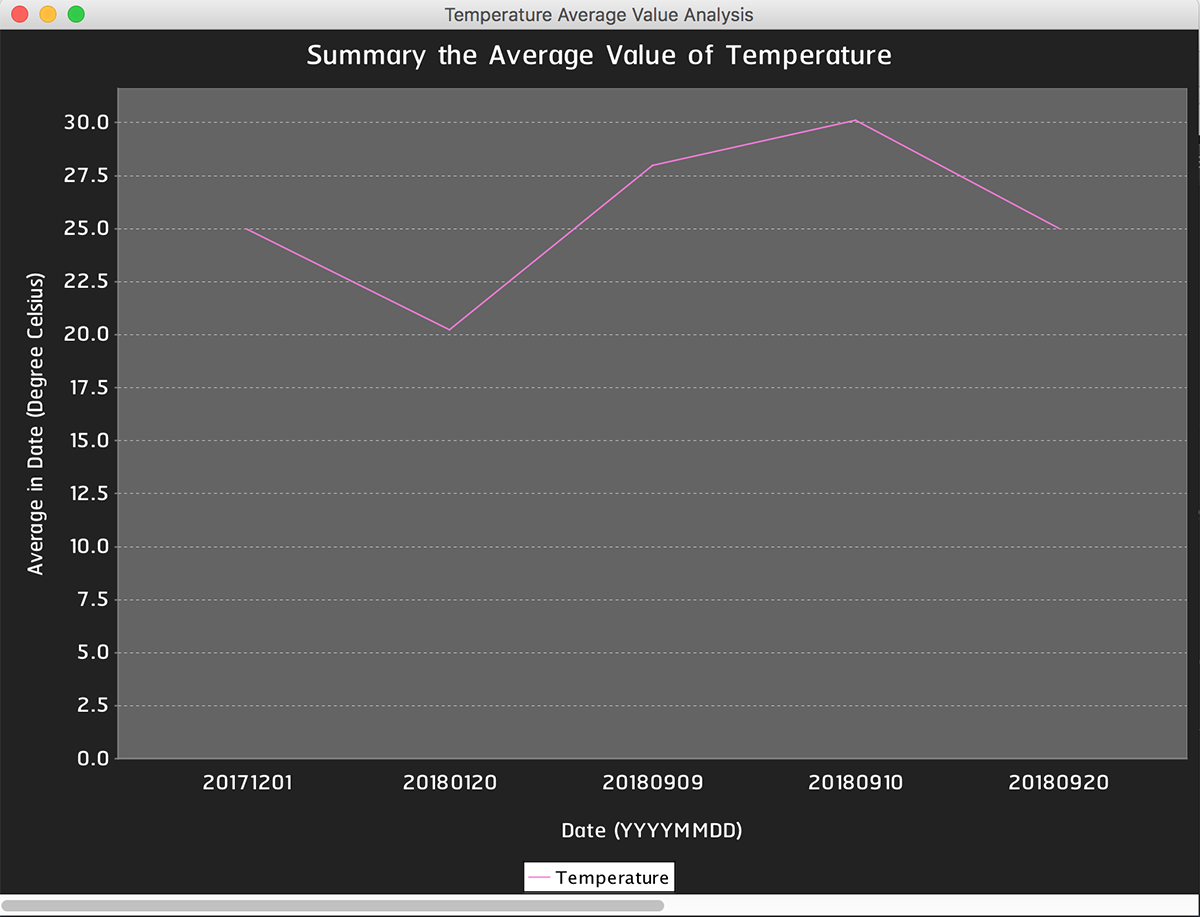 Temperature Average Value Analysis
Summary the Average Value of Temperature
Average in Date (Degree Celsius)
30.0
27.5
25.0
22.5
20.0
17.5
15.0
12.5
10.0
7.5
5.0
2.5
0.0
20171201 20180120 20180909 20180910 20180920
Date (YYYYMMDD)
Temperature